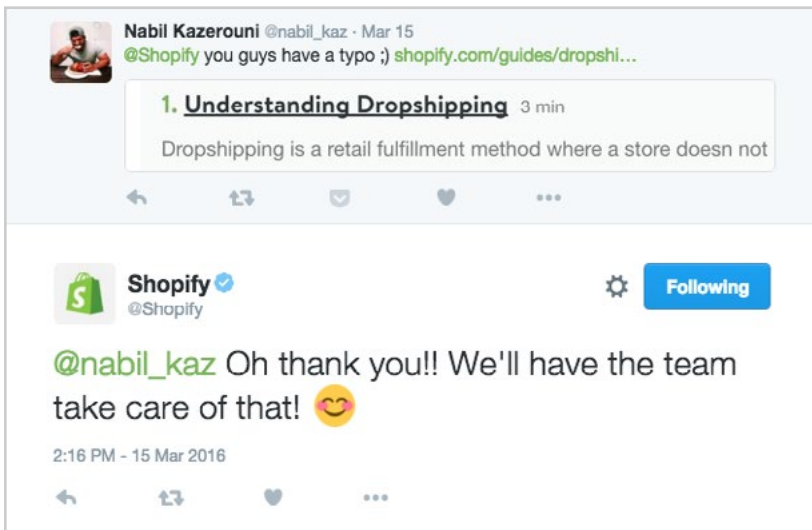 Nabil Kazerouni @nabil_kaz · Mar 15
@Shopify you guys have a typo ;) shopify.com/guides/dropshi…
1. Understanding Dropshipping 3 min
Dropshipping is a retail fulfillment method where a store doesn not
Shopify
Following
@Shopify
@nabil_kaz Oh thank you!! We'll have the team
take care of that! 😊
2:16 PM - 15 Mar 2016